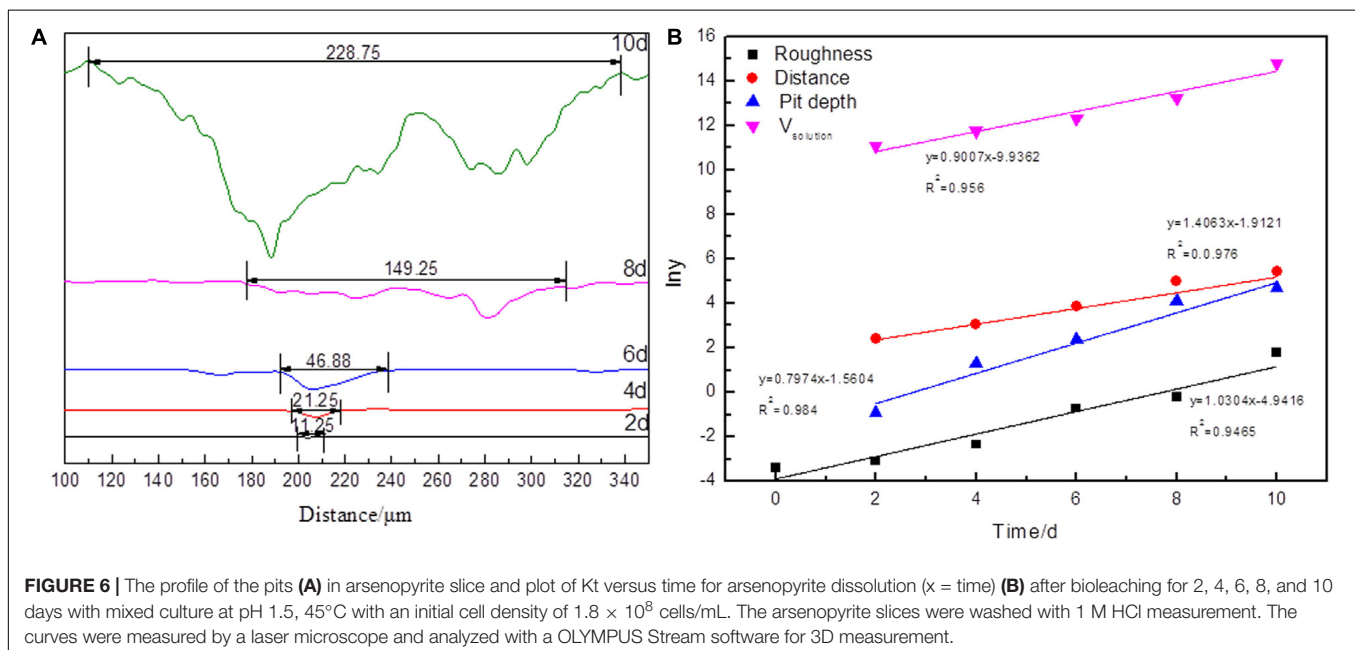 A
10d
228.75
8d
149.25
6d
46.88
4d
21.25
2d
11.25
100 120 140 160 180 200 220 240 260 280 300 320 340
Distance/μm
B
Roughness
Distance
Pit depth
V solution
y=0.9007x-9.9362
R²=0.956
y=1.4063x-1.9121
R²=0.0.976
y=0.7974x-1.5604
R²=0.984
y=1.0304x-4.9416
R²=0.9465
lny
16
14
12
10
8
6
4
2
0
-2
-4
0 2 4 6 8 10
Time/d
FIGURE 6 | The profile of the pits (A) in arsenopyrite slice and plot of Kt versus time for arsenopyrite dissolution (x = time) (B) after bioleaching for 2, 4, 6, 8, and 10
days with mixed culture at pH 1.5, 45°C with an initial cell density of 1.8 × 10⁸ cells/mL. The arsenopyrite slices were washed with 1 M HCl measurement. The
curves were measured by a laser microscope and analyzed with a OLYMPUS Stream software for 3D measurement.